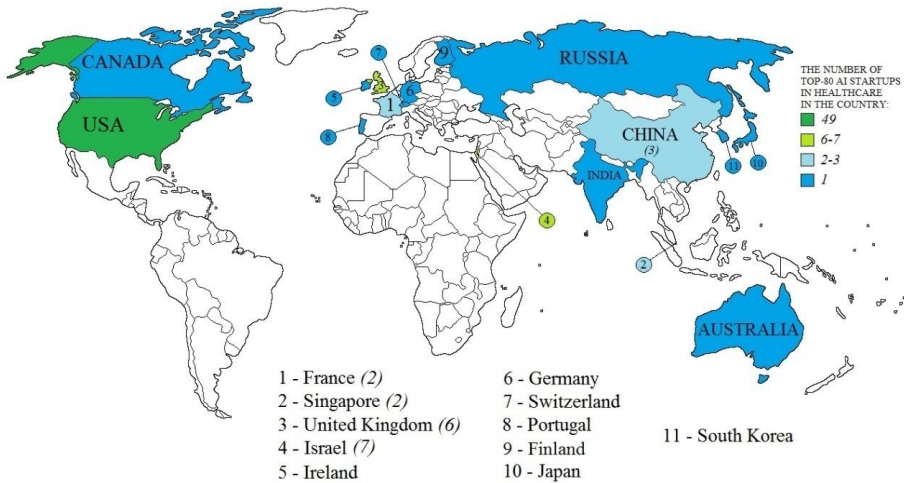 CANADA
USA
RUSSIA
CHINA
(3)
INDIA
AUSTRALIA
1
2
4
5
6
7
8
9
10
11
THE NUMBER OF
TOP-80 AI STARTUPS
IN HEALTHCARE
IN THE COUNTRY:
49
6-7
2-3
1
1 - France (2)
2 - Singapore (2)
3 - United Kingdom (6)
4 - Israel (7)
5 - Ireland
6 - Germany
7 - Switzerland
8 - Portugal
9 - Finland
10 - Japan
11 - South Korea